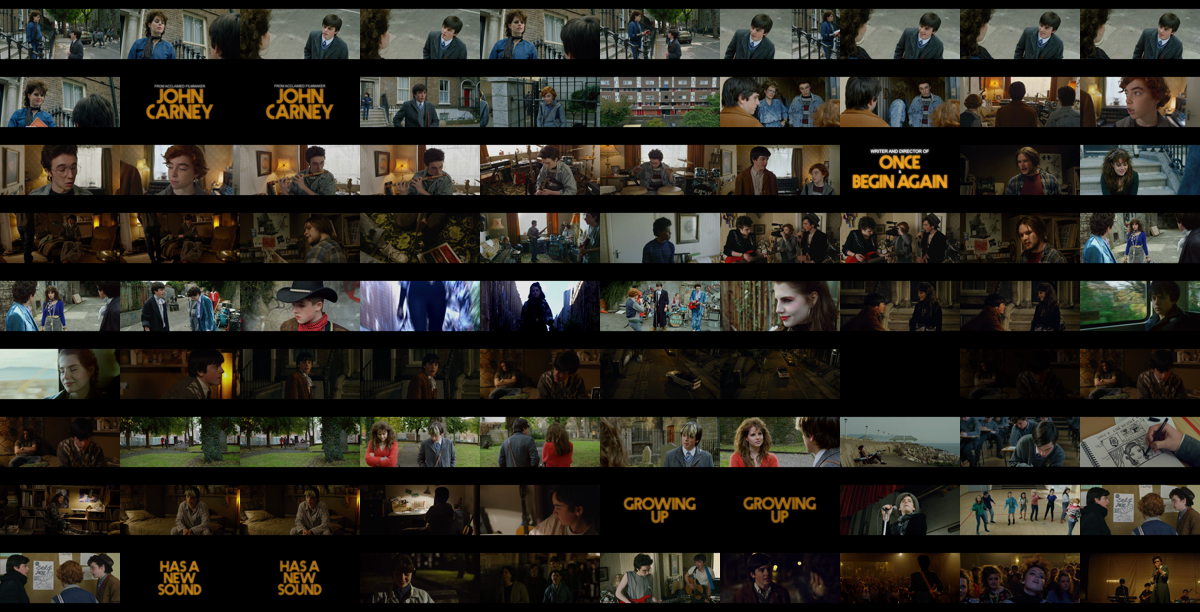 FROM ACCLAIMED FILMMAKER
JOHN
CARNEY
FROM ACCLAIMED FILMMAKER
JOHN
CARNEY
WRITER AND DIRECTOR OF
ONCE
&
BEGIN AGAIN
GROWING
UP
GROWING
UP
HAS A
NEW
SOUND
HAS A
NEW
SOUND